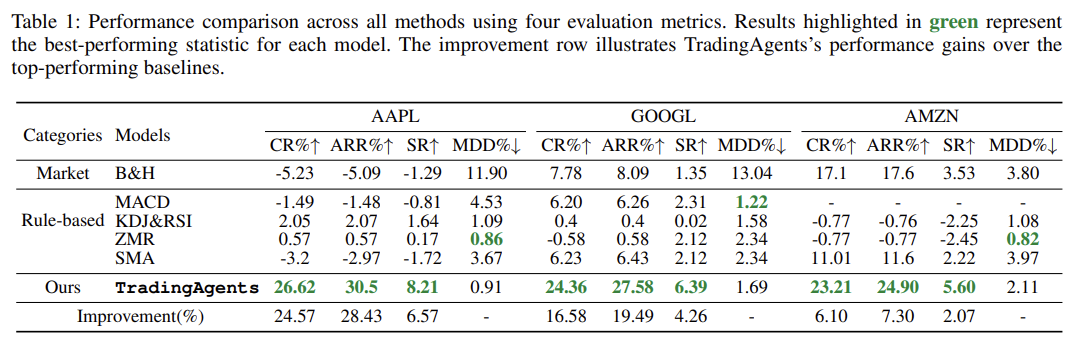 Table 1: Performance comparison across all methods using four evaluation metrics. Results highlighted in green represent
the best-performing statistic for each model. The improvement row illustrates TradingAgents's performance gains over the
top-performing baselines.
AAPL GOOGL AMZN
Categories Models
CR%↑ ARR%↑ SR↑ MDD%↓ CR%↑ ARR%↑ SR↑ MDD%↓ CR%↑ ARR%↑ SR↑ MDD%↓
Market B&H -5.23 -5.09 -1.29 11.90 7.78 8.09 1.35 13.04 17.1 17.6 3.53 3.80
MACD -1.49 -1.48 -0.81 4.53 6.20 6.26 2.31 1.22 - - - -
Rule-based KDJ&RSI 2.05 2.07 1.64 1.09 0.4 0.4 0.02 1.58 -0.77 -0.76 -2.25 1.08
ZMR 0.57 0.57 0.17 0.86 -0.58 0.58 2.12 2.34 -0.77 -0.77 -2.45 0.82
SMA -3.2 -2.97 -1.72 3.67 6.23 6.43 2.12 2.34 11.01 11.6 2.22 3.97
Ours TradingAgents 26.62 30.5 8.21 0.91 24.36 27.58 6.39 1.69 23.21 24.90 5.60 2.11
Improvement(%) 24.57 28.43 6.57 - 16.58 19.49 4.26 - 6.10 7.30 2.07 -